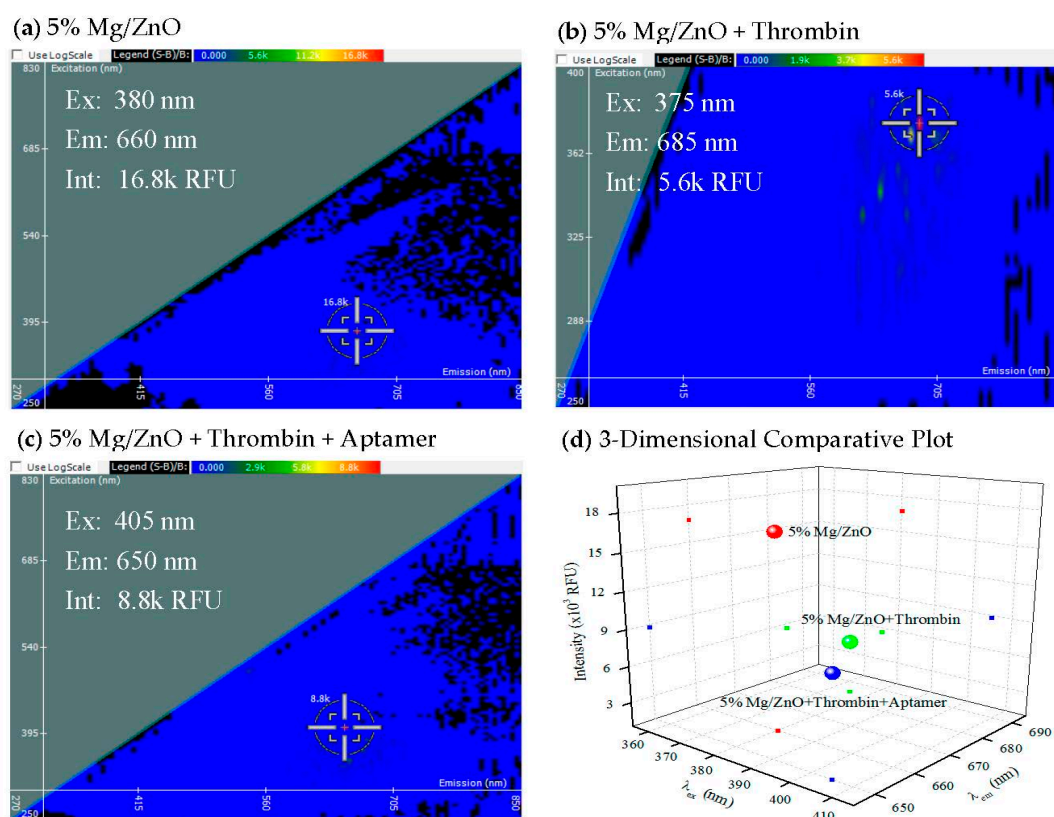 (a) 5% Mg/ZnO
Use LogScale Legend (S-B)/B: 0.000 5.6k 11.2k 16.8k
830 Excitation (nm)
Ex: 380 nm
Em: 660 nm
Int: 16.8k RFU
685
540
395
16.8k
Emission (nm)
270 415 560 705 850
250
(b) 5% Mg/ZnO + Thrombin
Use LogScale Legend (S-B)/B: 0.000 1.9k 3.7k 5.6k
400 Excitation (nm)
Ex: 375 nm
Em: 685 nm
Int: 5.6k RFU
5.6k
362
325
288
Emission (nm)
270 415 560 705
250
(c) 5% Mg/ZnO + Thrombin + Aptamer
Use LogScale Legend (S-B)/B: 0.000 2.9k 5.8k 8.8k
830 Excitation (nm)
Ex: 405 nm
Em: 650 nm
Int: 8.8k RFU
685
540
395
8.8k
Emission (nm)
270 415 560 705 850
250
(d) 3-Dimensional Comparative Plot
Intensity (x10³ RFU)
18
15
12
9
6
3
5% Mg/ZnO
5% Mg/ZnO+Thrombin
5% Mg/ZnO+Thrombin+Aptamer
360 370 380 390 400 410
λex (nm)
650 660 670 680 690
λem (nm)